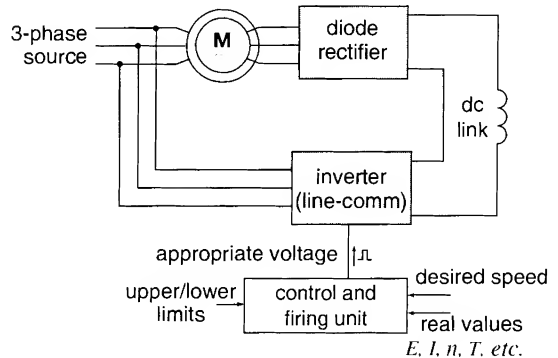 3-phase
source
M
diode
rectifier
dc
link
inverter
(line-comm)
appropriate voltage
upper/lower
limits
control and
firing unit
desired speed
real values
E, I, n, T, etc.